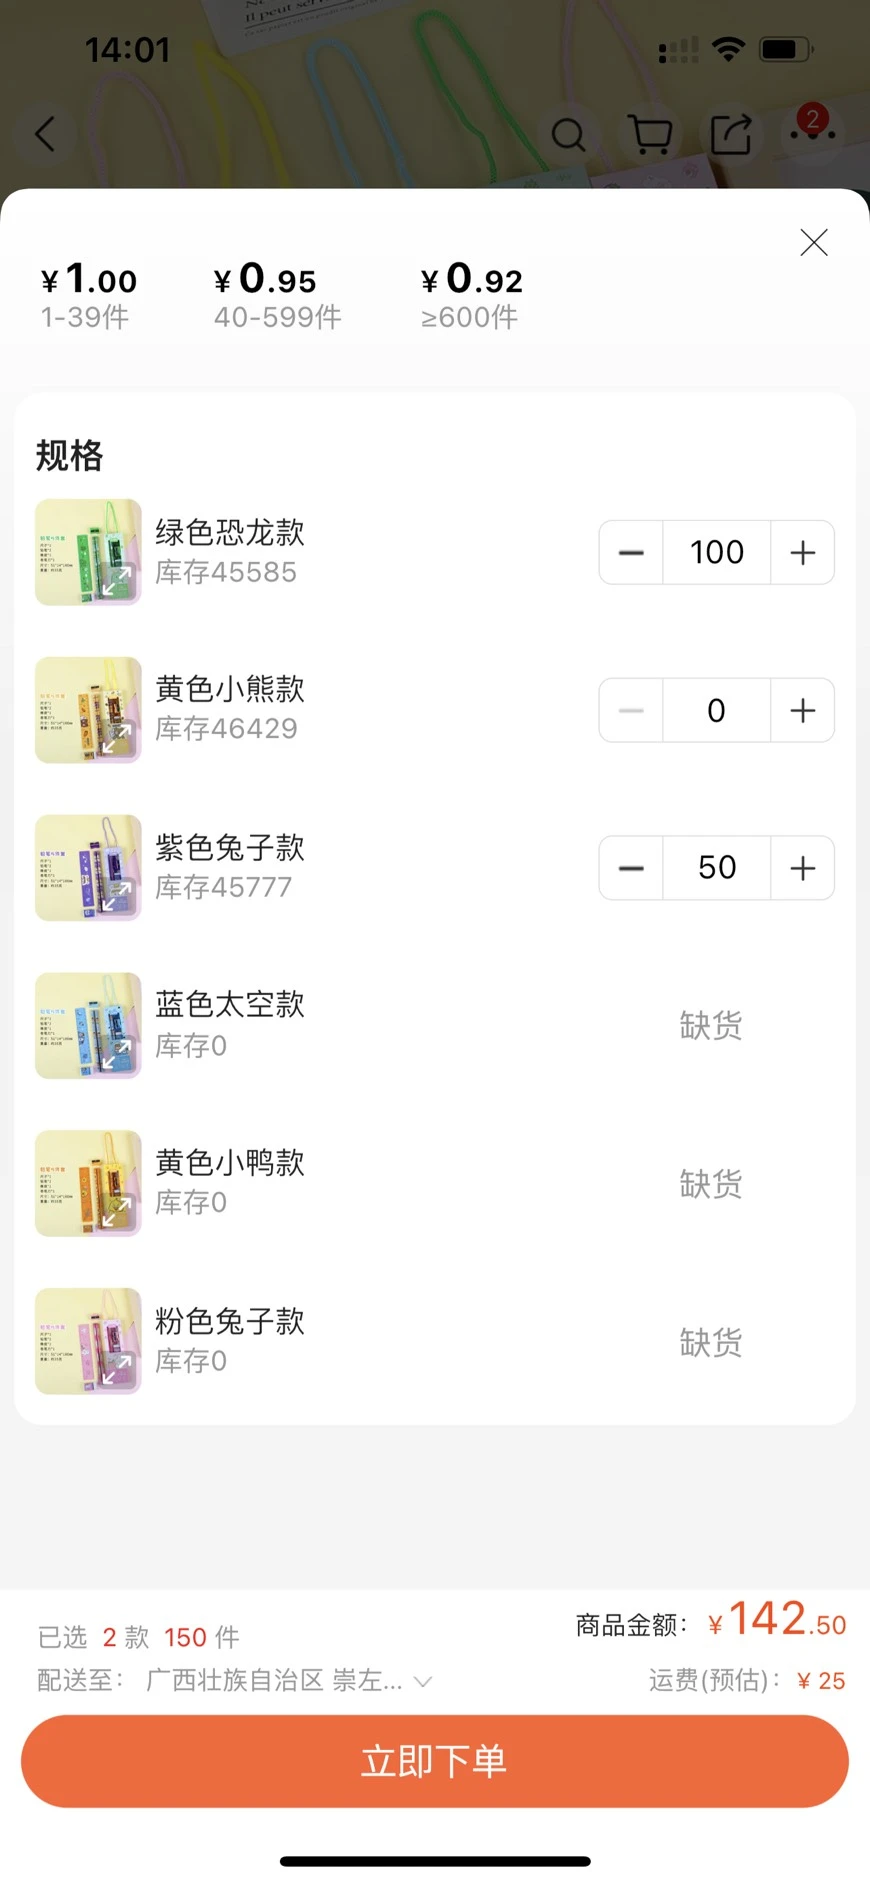 14:01
Il peut
2
¥1.00
1-39件
¥0.95
40-599件
¥0.92
≥600件
规格
绿色恐龙款
库存45585
100
黄色小熊款
库存46429
0
紫色兔子款
库存45777
50
蓝色太空款
库存0
缺货
黄色小鸭款
库存0
缺货
粉色兔子款
库存0
缺货
已选 2 款 150 件
商品金额：¥142.50
配送至：广西壮族自治区 崇左...
运费(预估)：¥25
立即下单